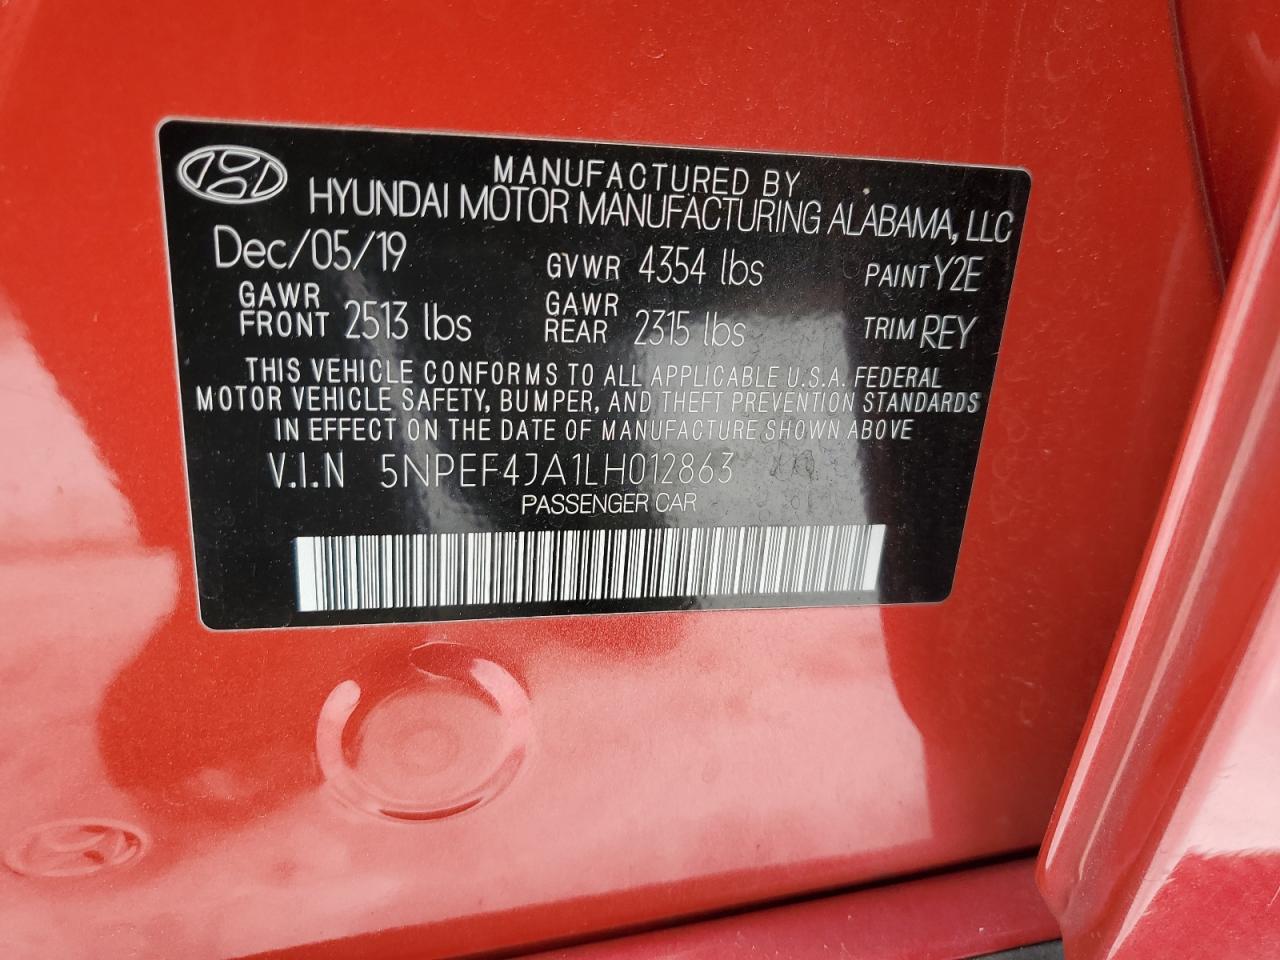 MANUFACTURED BY
HYUNDAI MOTOR MANUFACTURING ALABAMA, LLC
Dec/05/19 GVWR 4354 lbs PAINT Y2E
GAWR FRONT 2513 lbs GAWR REAR 2315 lbs TRIM REY
THIS VEHICLE CONFORMS TO ALL APPLICABLE U.S.A. FEDERAL
MOTOR VEHICLE SAFETY, BUMPER, AND THEFT PREVENTION STANDARDS
IN EFFECT ON THE DATE OF MANUFACTURE SHOWN ABOVE
V.I.N 5NPEF4JA1LH012863
PASSENGER CAR